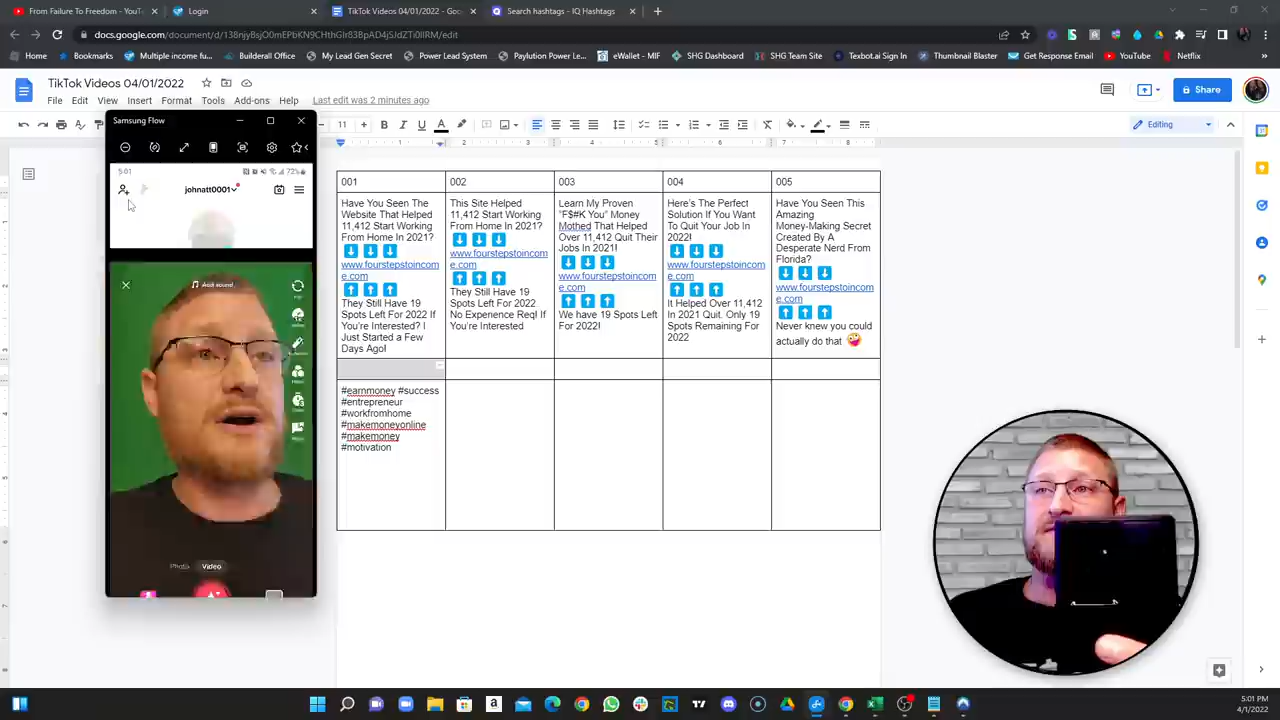 From Failure To Freedom - YouT
Login
TikTok Videos 04/01/2022 - Goo
Search hashtags - IQ Hashtags
docs.google.com/document/d/
Home
Bookmarks
Multiple income fu...
Builderall Office
My Lead Gen Secret
Power Lead System
Paylution Power Le...
eWallet - MIF
SHG Dashboard
SHG Team Site
Texbot.ai Sign In
Thumbnail Blaster
Get Response Email
YouTube
Netflix
TikTok Videos 04/01/2022
File Edit View Insert Format Tools Add-ons Help
Last edit was 2 minutes ago
Share
11
Editing
Samsung Flow
5:01
72%
johnatt0001
Add sound
Photo
Video
001
Have You Seen The
Website That Helped
11,412 Start Working
From Home In 2021?
www.fourstepstoincom
e.com
They Still Have 19
Spots Left For 2022 If
You're Interested? I
Just Started a Few
Days Ago!
#earnmoney #success
#entrepreneur
#workfromhome
#makemoneyonline
#makemoney
#motivation
002
This Site Helped
11,412 Start Working
From Home In 2021?
www.fourstepstoincom
e.com
They Still Have 19
Spots Left For 2022
No Experience Req! If
You're Interested
003
Learn My Proven
"F$#K You" Money
Mothed That Helped
Over 11,412 Quit Their
Jobs In 2021!
www.fourstepstoincom
e.com
We have 19 Spots Left
For 2022!
004
Here's The Perfect
Solution If You Want
To Quit Your Job In
2022!
www.fourstepstoincom
e.com
It Helped Over 11,412
In 2021 Quit. Only 19
Spots Remaining For
2022
005
Have You Seen This
Amazing
Money-Making Secret
Created By A
Desperate Nerd From
Florida?
www.fourstepstoincom
e.com
Never knew you could
actually do that
5:01 PM
4/1/2022